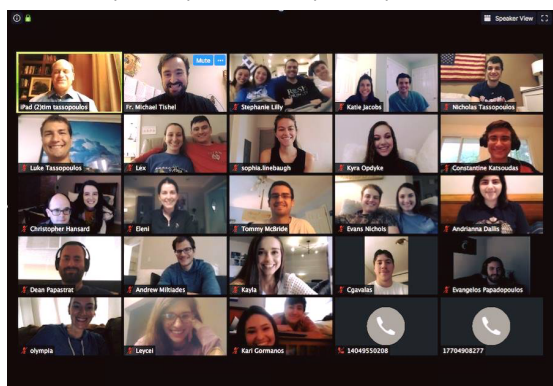 Speaker View
iPad (2)tim tassopoulos
Fr. Michael Tishel
Mute
Stephanie Lilly
Katie Jacobs
Nicholas Tassopoulos
Luke Tassopoulos
Lex
sophia.linebaugh
Kyra Opdyke
Constantine Katsoudas
Christopher Hansard
Eleni
Tommy McBride
Evans Nichols
Andrianna Dallis
Dean Papastrat
Andrew Miltiades
Kayla
Cgavalas
Evangelos Papadopoulos
olympia
Leycel
Kari Gormanos
14049550208
17704908277